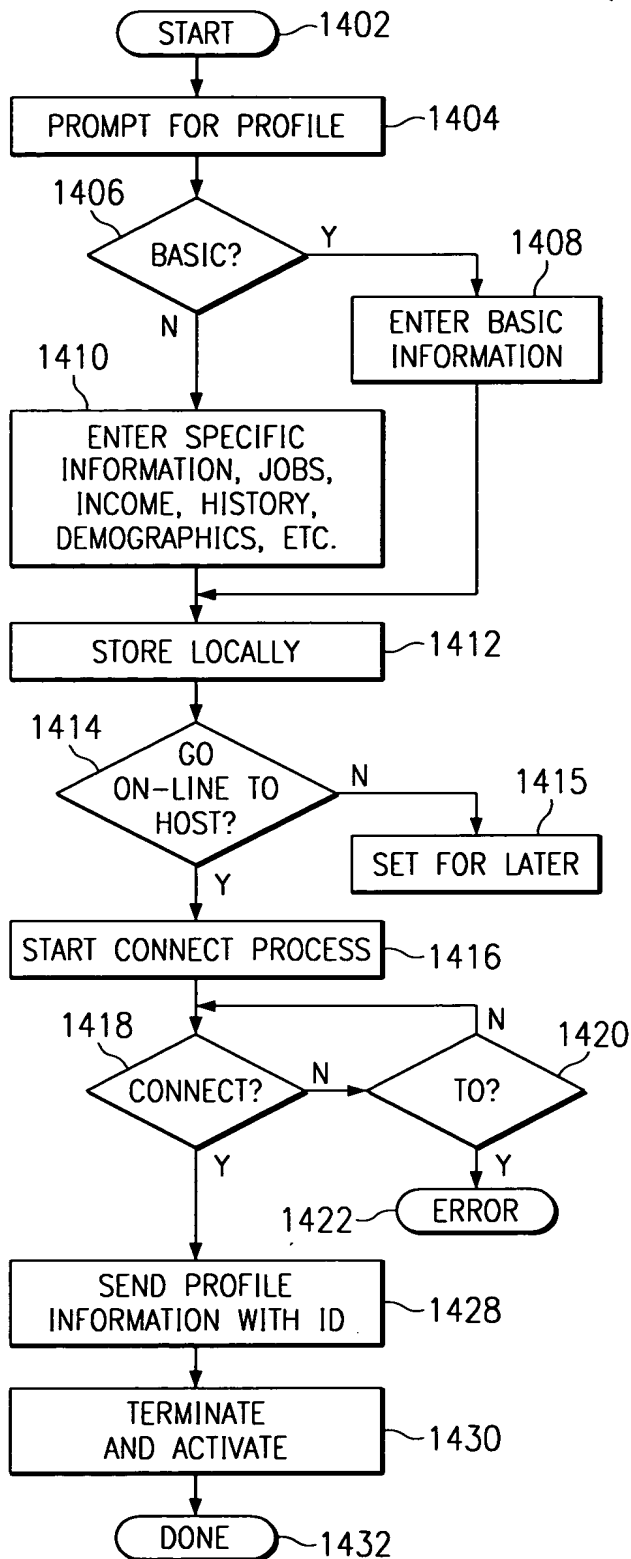 START
1402
PROMPT FOR PROFILE
1404
1406
BASIC?
Y
N
1408
ENTER BASIC
INFORMATION
1410
ENTER SPECIFIC
INFORMATION, JOBS,
INCOME, HISTORY,
DEMOGRAPHICS, ETC.
STORE LOCALLY
1412
1414
GO
ON-LINE TO
HOST?
N
Y
1415
SET FOR LATER
START CONNECT PROCESS
1416
1418
CONNECT?
N
Y
N
1420
TO?
Y
1422
ERROR
SEND PROFILE
INFORMATION WITH ID
1428
TERMINATE
AND ACTIVATE
1430
DONE
1432